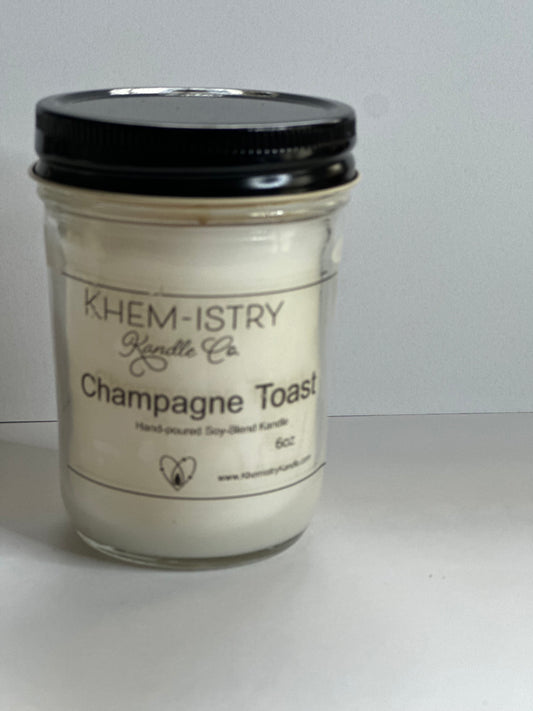 KHEM-ISTRY
Kandle Co.
Champagne Toast
Hand-poured Soy-Blend Kandle
6oz
www.KhemistryKandle.com